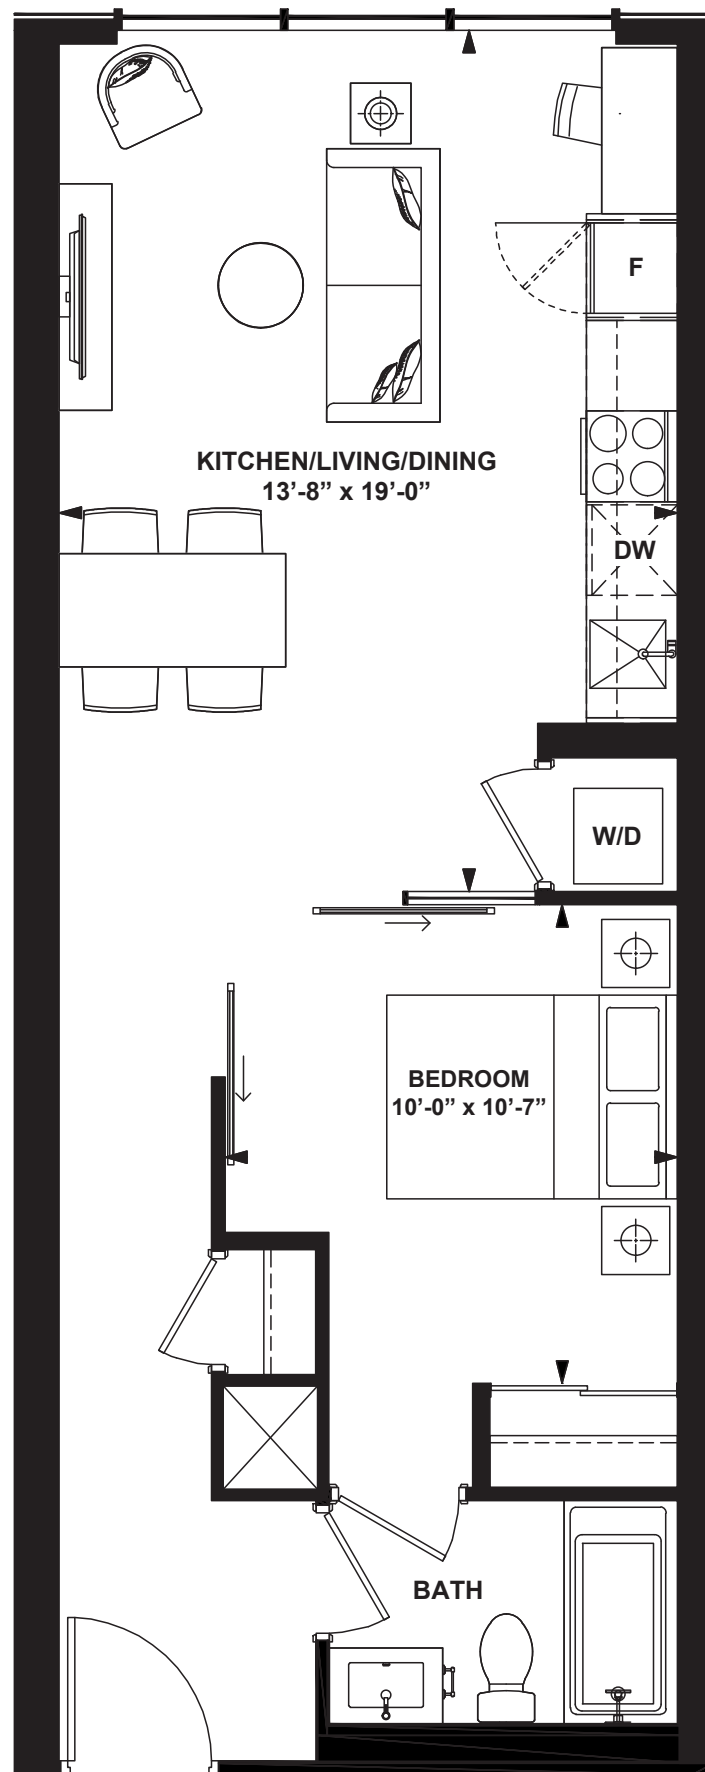 F
KITCHEN/LIVING/DINING
13’-8” x 19’-0”
DW
W/D
BEDROOM
10’-0” x 10’-7”
BATH